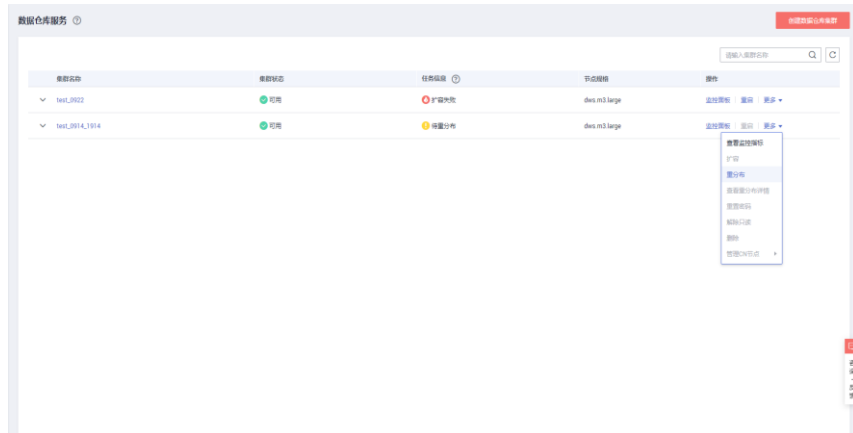 数据仓库服务
创建数据仓库集群
请输入集群名称
集群名称 集群状态 任务信息 节点规格 操作
test_0922 可用 扩容失败 dws.m3.large 监控面板 重启 更多
test_0914_1914 可用 待重分布 dws.m3.large 监控面板 重启 更多
查看监控指标
扩容
重分布
查看重分布详情
重置密码
解除只读
删除
管理CN节点